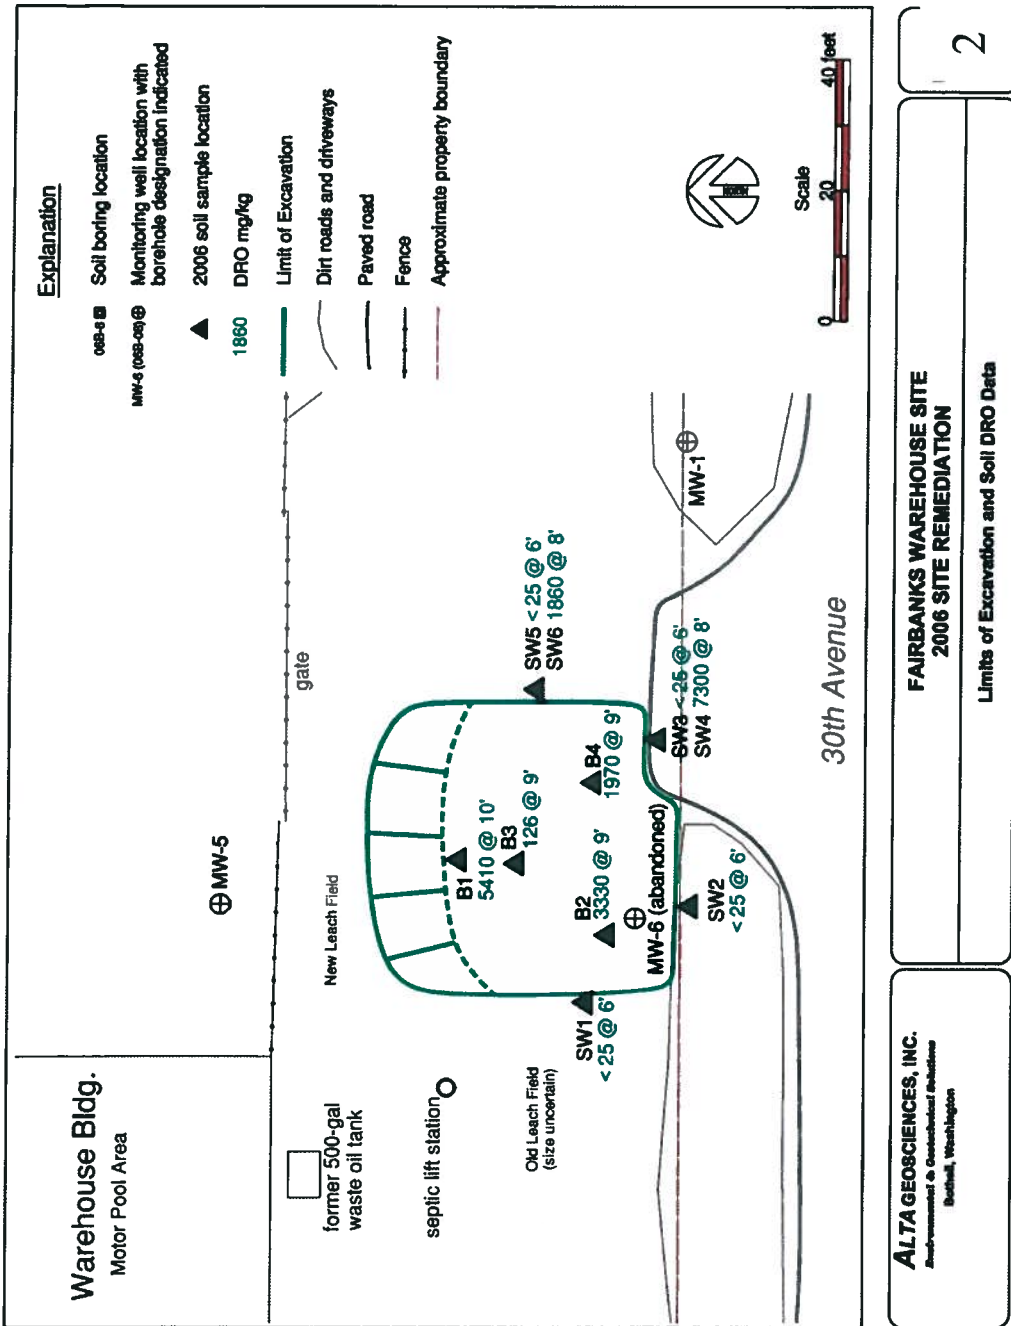 Warehouse Bldg.
Motor Pool Area
former 500-gal
waste oil tank
septic lift station
Old Leach Field
(size uncertain)
New Leach Field
MW-5
gate
B1
5410 @ 10'
B3
126 @ 9'
B2
3330 @ 9'
B4
1970 @ 9'
MW-6 (abandoned)
SW1
< 25 @ 6'
SW2
< 25 @ 6'
SW3 < 25 @ 6'
SW4 7300 @ 8'
SW5 < 25 @ 6'
SW6 1860 @ 8'
MW-1
30th Avenue
Explanation
06B-8 Soil boring location
MW-6 (06B-08) Monitoring well location with
borehole designation indicated
2006 soil sample location
1860 DRO mg/kg
Limit of Excavation
Dirt roads and driveways
Paved road
Fence
Approximate property boundary
Scale
0 20 40 feet
ALTA GEOSCIENCES, INC.
Environmental & Geotechnical Solutions
Bothell, Washington
FAIRBANKS WAREHOUSE SITE
2006 SITE REMEDIATION
Limits of Excavation and Soil DRO Data
2